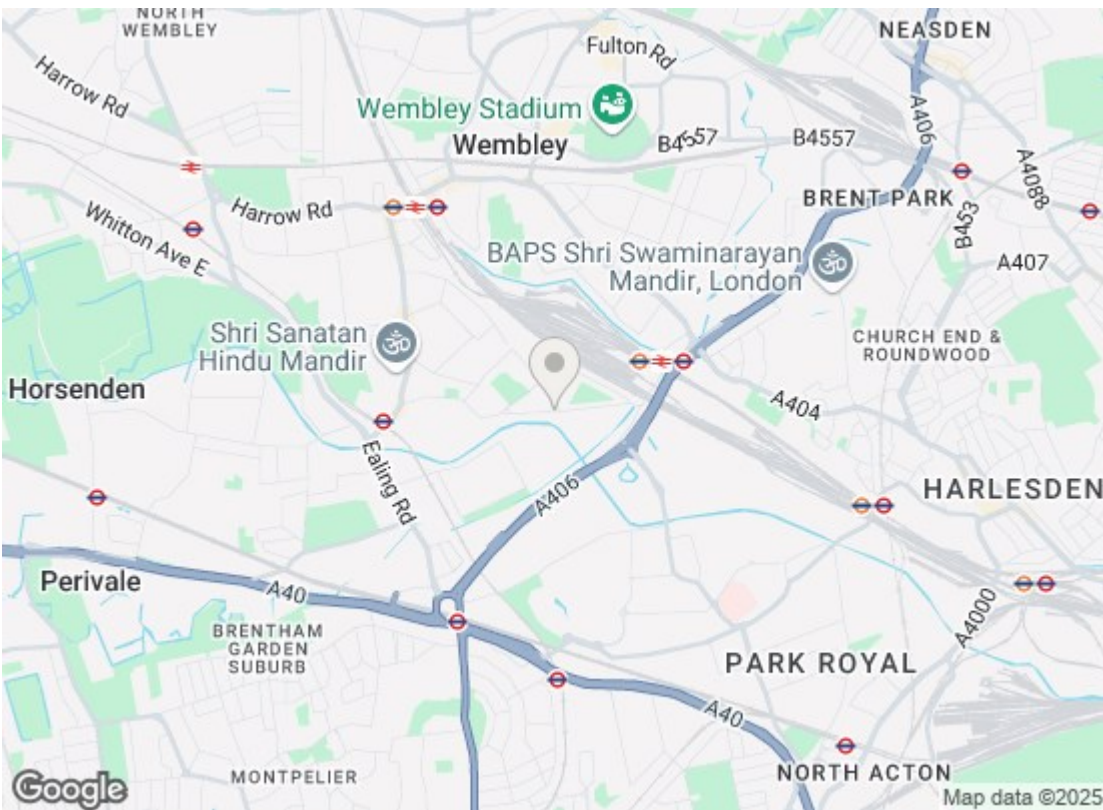 NORTH
WEMBLEY
NEASDEN
Fulton Rd
Harrow Rd
Wembley Stadium
Wembley
B4557
B4557
A406
A4088
Harrow Rd
BRENT PARK
B453
Whitton Ave E
BAPS Shri Swaminarayan
Mandir, London
A407
Shri Sanatan
Hindu Mandir
CHURCH END &
ROUNDWOOD
Horsenden
A404
Ealing Rd
A406
HARLESDEN
Perivale
A40
A4000
BRENTHAM
GARDEN
SUBURB
PARK ROYAL
A40
MONTPELIER
NORTH ACTON
Google
Map data ©2025